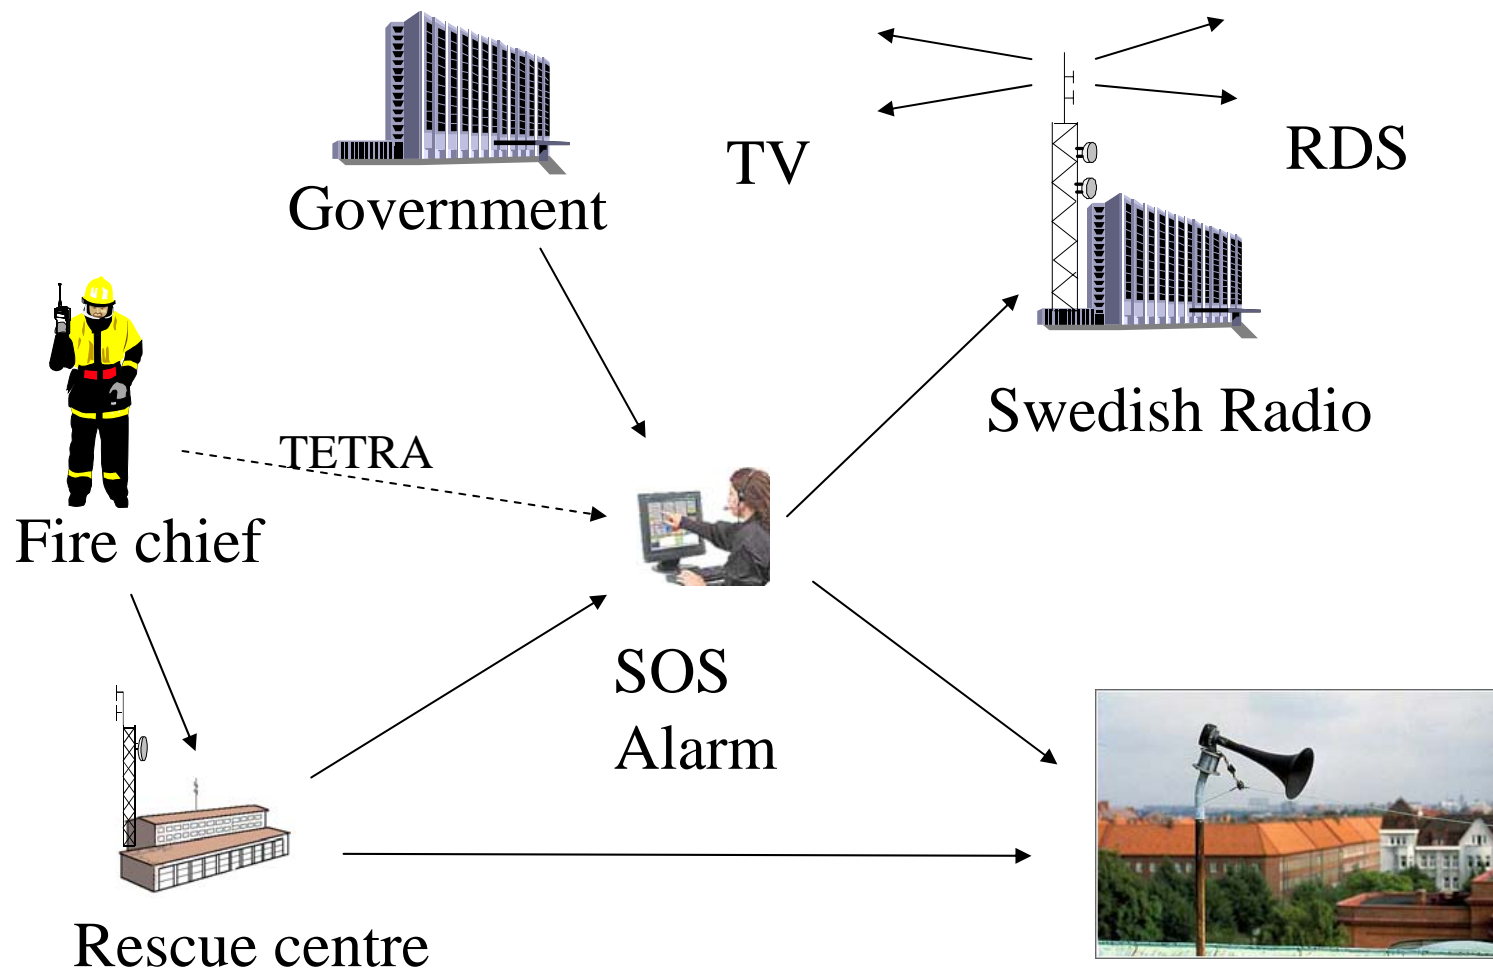 TV
RDS
Government
Swedish Radio
TETRA
Fire chief
SOS
Alarm
Rescue centre